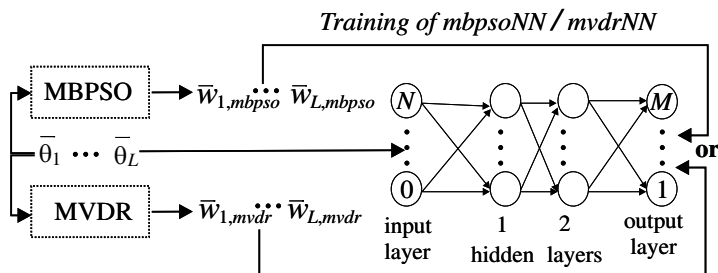 Training of mbpsoNN / mvdrNN
MBPSO
w̅1,mbpso ••• w̅L,mbpso
N
M
θ̅1 ••• θ̅L
or
MVDR
w̅1,mvdr ••• w̅L,mvdr
0
1
input layer
1 hidden
2 layers
output layer